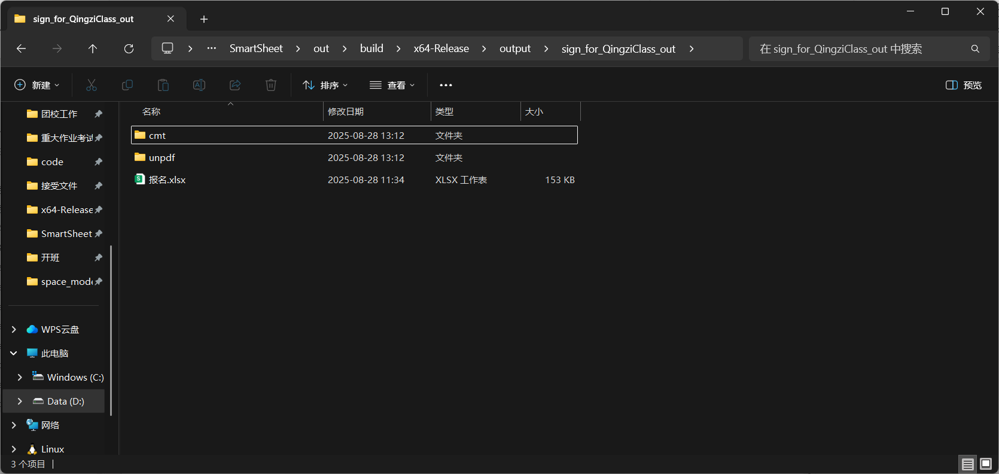 sign_for_QingziClass_out
SmartSheet out build x64-Release output sign_for_QingziClass_out
在 sign_for_QingziClass_out 中搜索
新建 排序 查看 预览
名称 修改日期 类型 大小
cmt 2025-08-28 13:12 文件夹
unpdf 2025-08-28 13:12 文件夹
报名.xlsx 2025-08-28 11:34 XLSX 工作表 153 KB
团校工作
重大作业考试
code
接受文件
x64-Release
SmartSheet
开班
space_mode
WPS云盘
此电脑
Windows (C:)
Data (D:)
网络
Linux
3 个项目